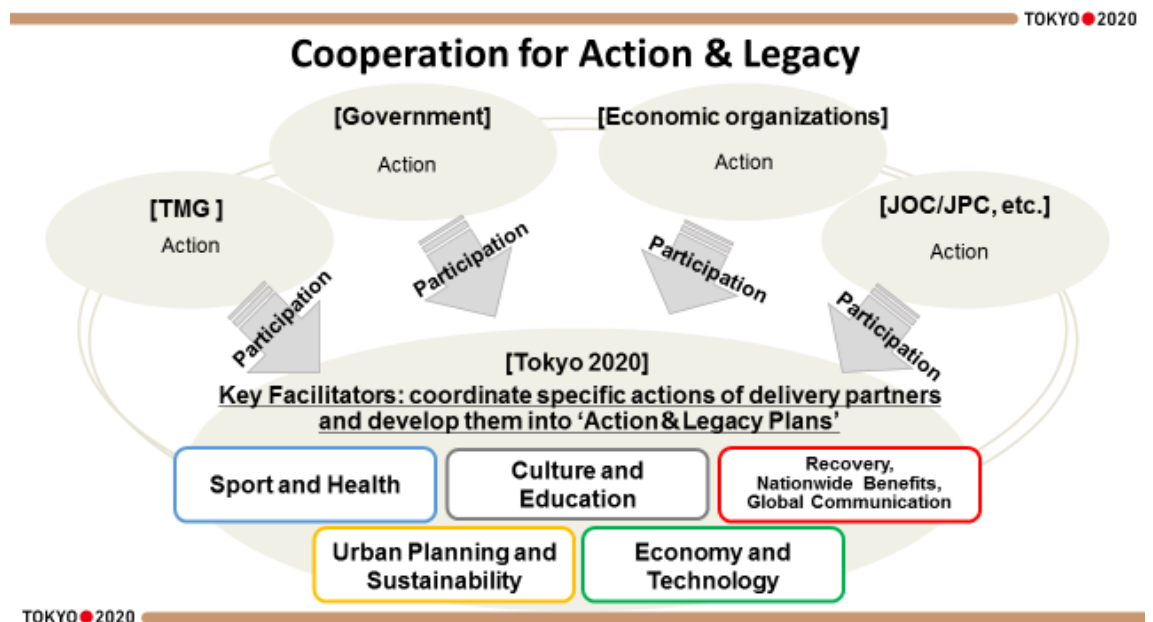 TOKYO 2020
Cooperation for Action & Legacy
[Government]
Action
[Economic organizations]
Action
[TMG ]
Action
[JOC/JPC, etc.]
Action
Participation
Participation
Participation
Participation
[Tokyo 2020]
Key Facilitators: coordinate specific actions of delivery partners
and develop them into ‘Action&Legacy Plans’
Sport and Health
Culture and
Education
Recovery,
Nationwide Benefits,
Global Communication
Urban Planning and
Sustainability
Economy and
Technology
TOKYO 2020